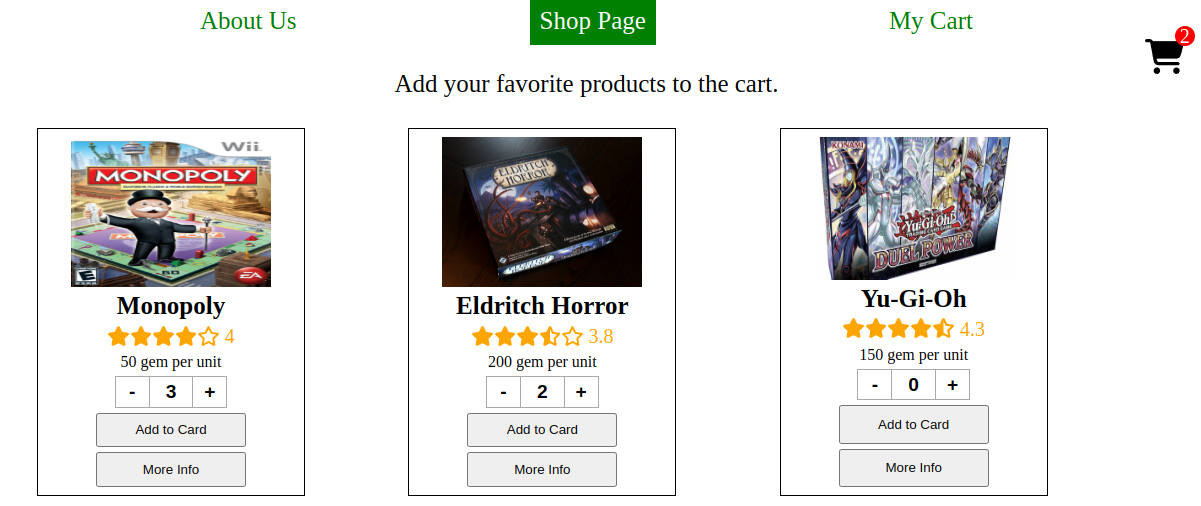 About Us
Shop Page
My Cart
2
Add your favorite products to the cart.
Wii
MONOPOLY
EA
Monopoly
4
50 gem per unit
- 3 +
Add to Card
More Info
ELDRITCH
HORROR
Eldritch Horror
3.8
200 gem per unit
- 2 +
Add to Card
More Info
KONAMI
Yu-Gi-Oh!
TRADING CARD GAME
DUEL POWER
Yu-Gi-Oh
4.3
150 gem per unit
- 0 +
Add to Card
More Info